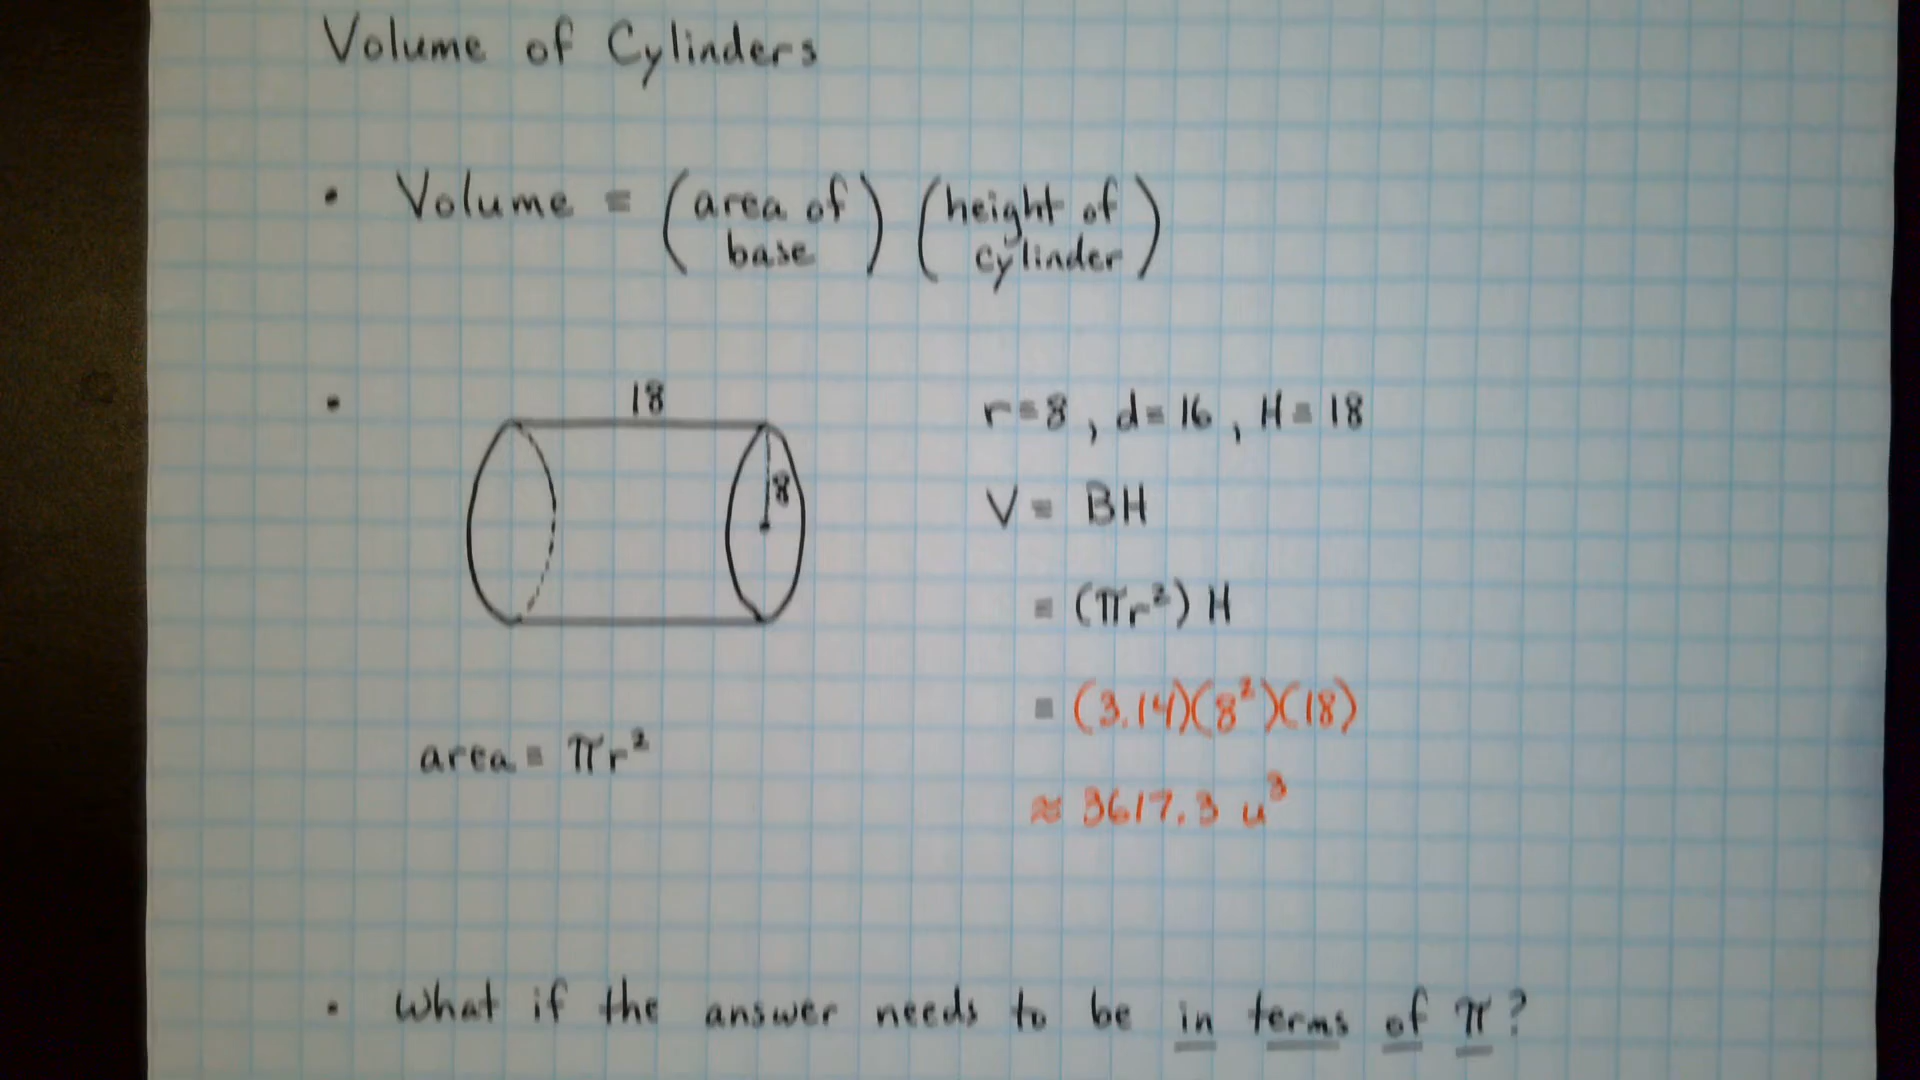 Volume of Cylinders
• Volume = (area of base) (height of cylinder)
• 18
8
r = 8, d = 16, H = 18
V = BH
= (πr²) H
= (3.14)(8²)(18)
≈ 3617.3 u³
area = πr²
• What if the answer needs to be in terms of π?